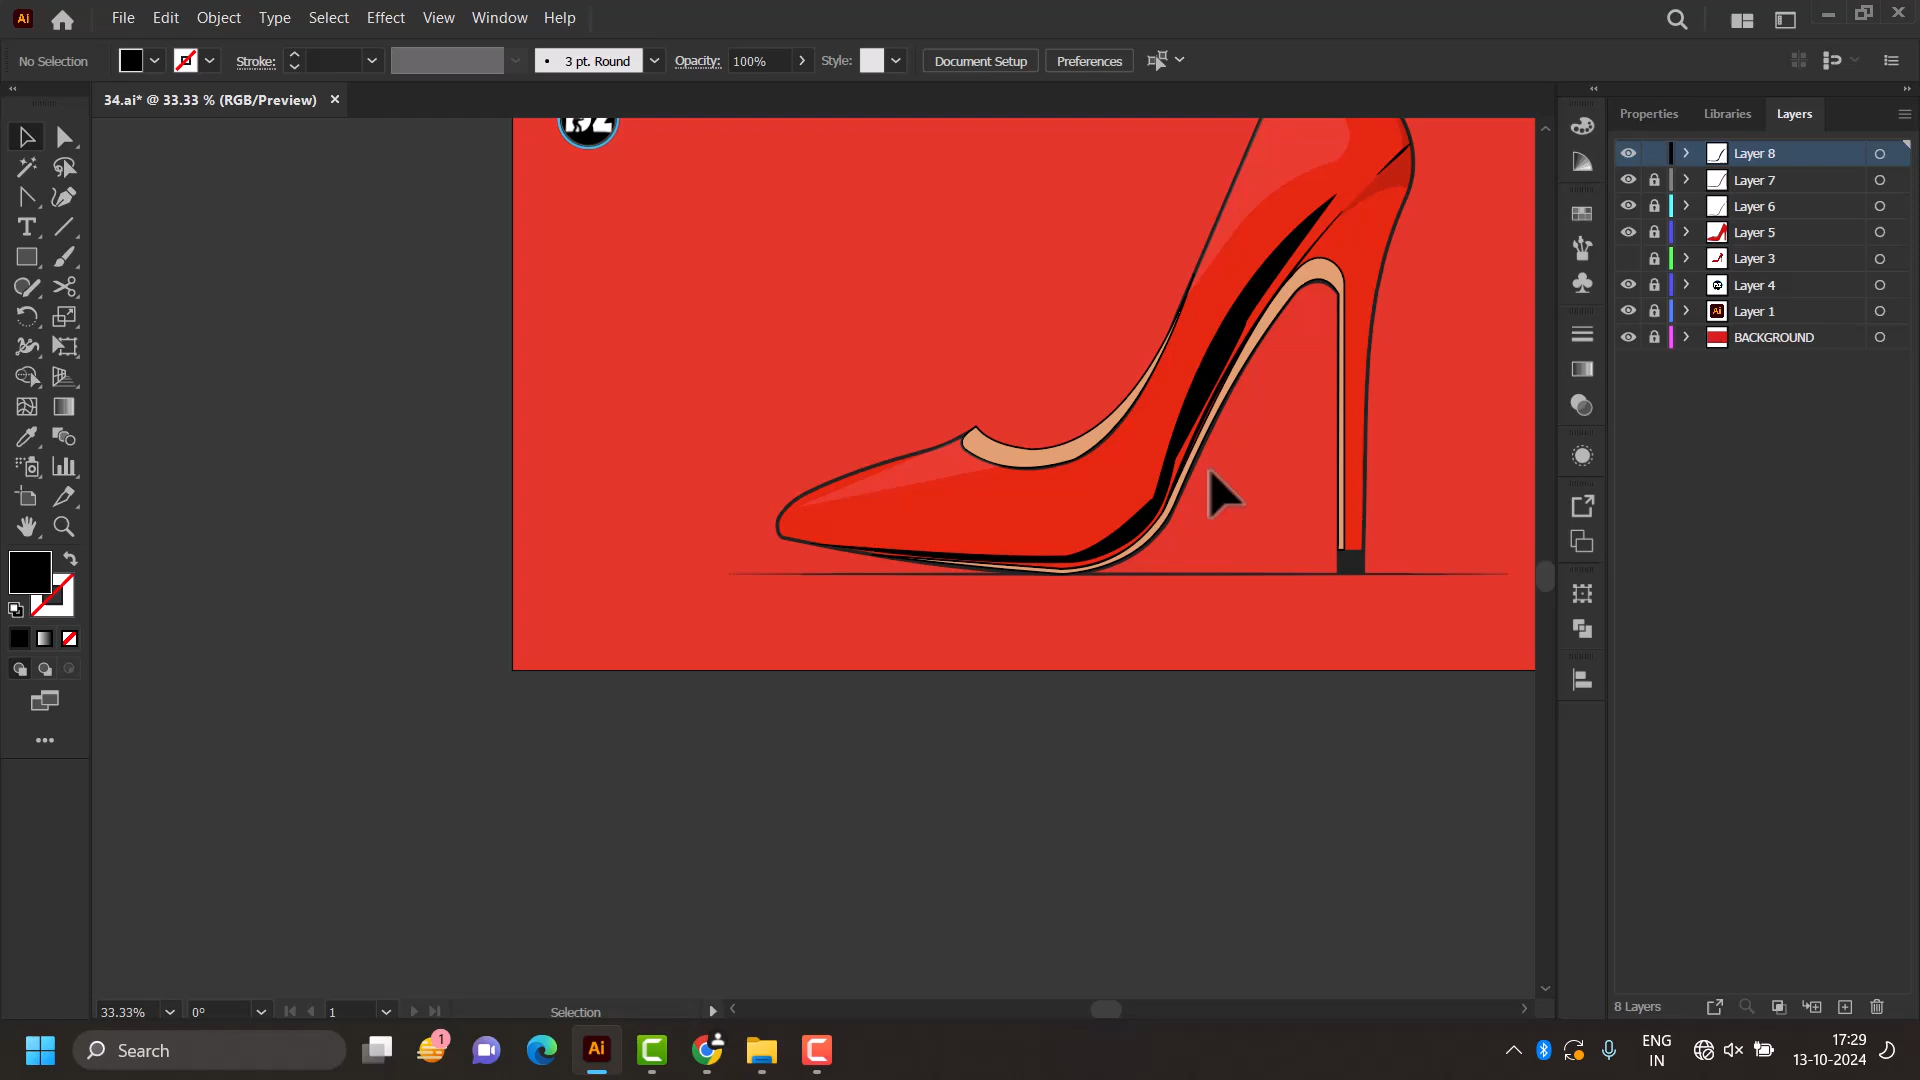 Ai File Edit Object Type Select Effect View Window Help
No Selection Stroke: 3 pt. Round Opacity: 100% Style: Document Setup Preferences
34.ai* @ 33.33 % (RGB/Preview) ×
Properties Libraries Layers
Layer 8
Layer 7
Layer 6
Layer 5
Layer 3
Layer 4
Layer 1
BACKGROUND
8 Layers
33.33% 0° 1 Selection
Search 1 Ai ENG IN 17:29 13-10-2024